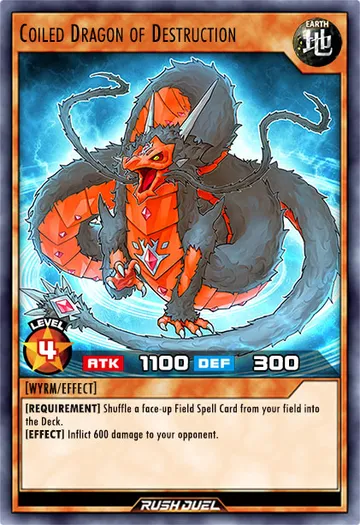 COILED DRAGON OF DESTRUCTION
EARTH
地
LEVEL
4
ATK 1100 DEF 300
[WYRM/EFFECT]
[REQUIREMENT] Shuffle a face-up Field Spell Card from your field into
the Deck.
[EFFECT] Inflict 600 damage to your opponent.
RUSH DUEL